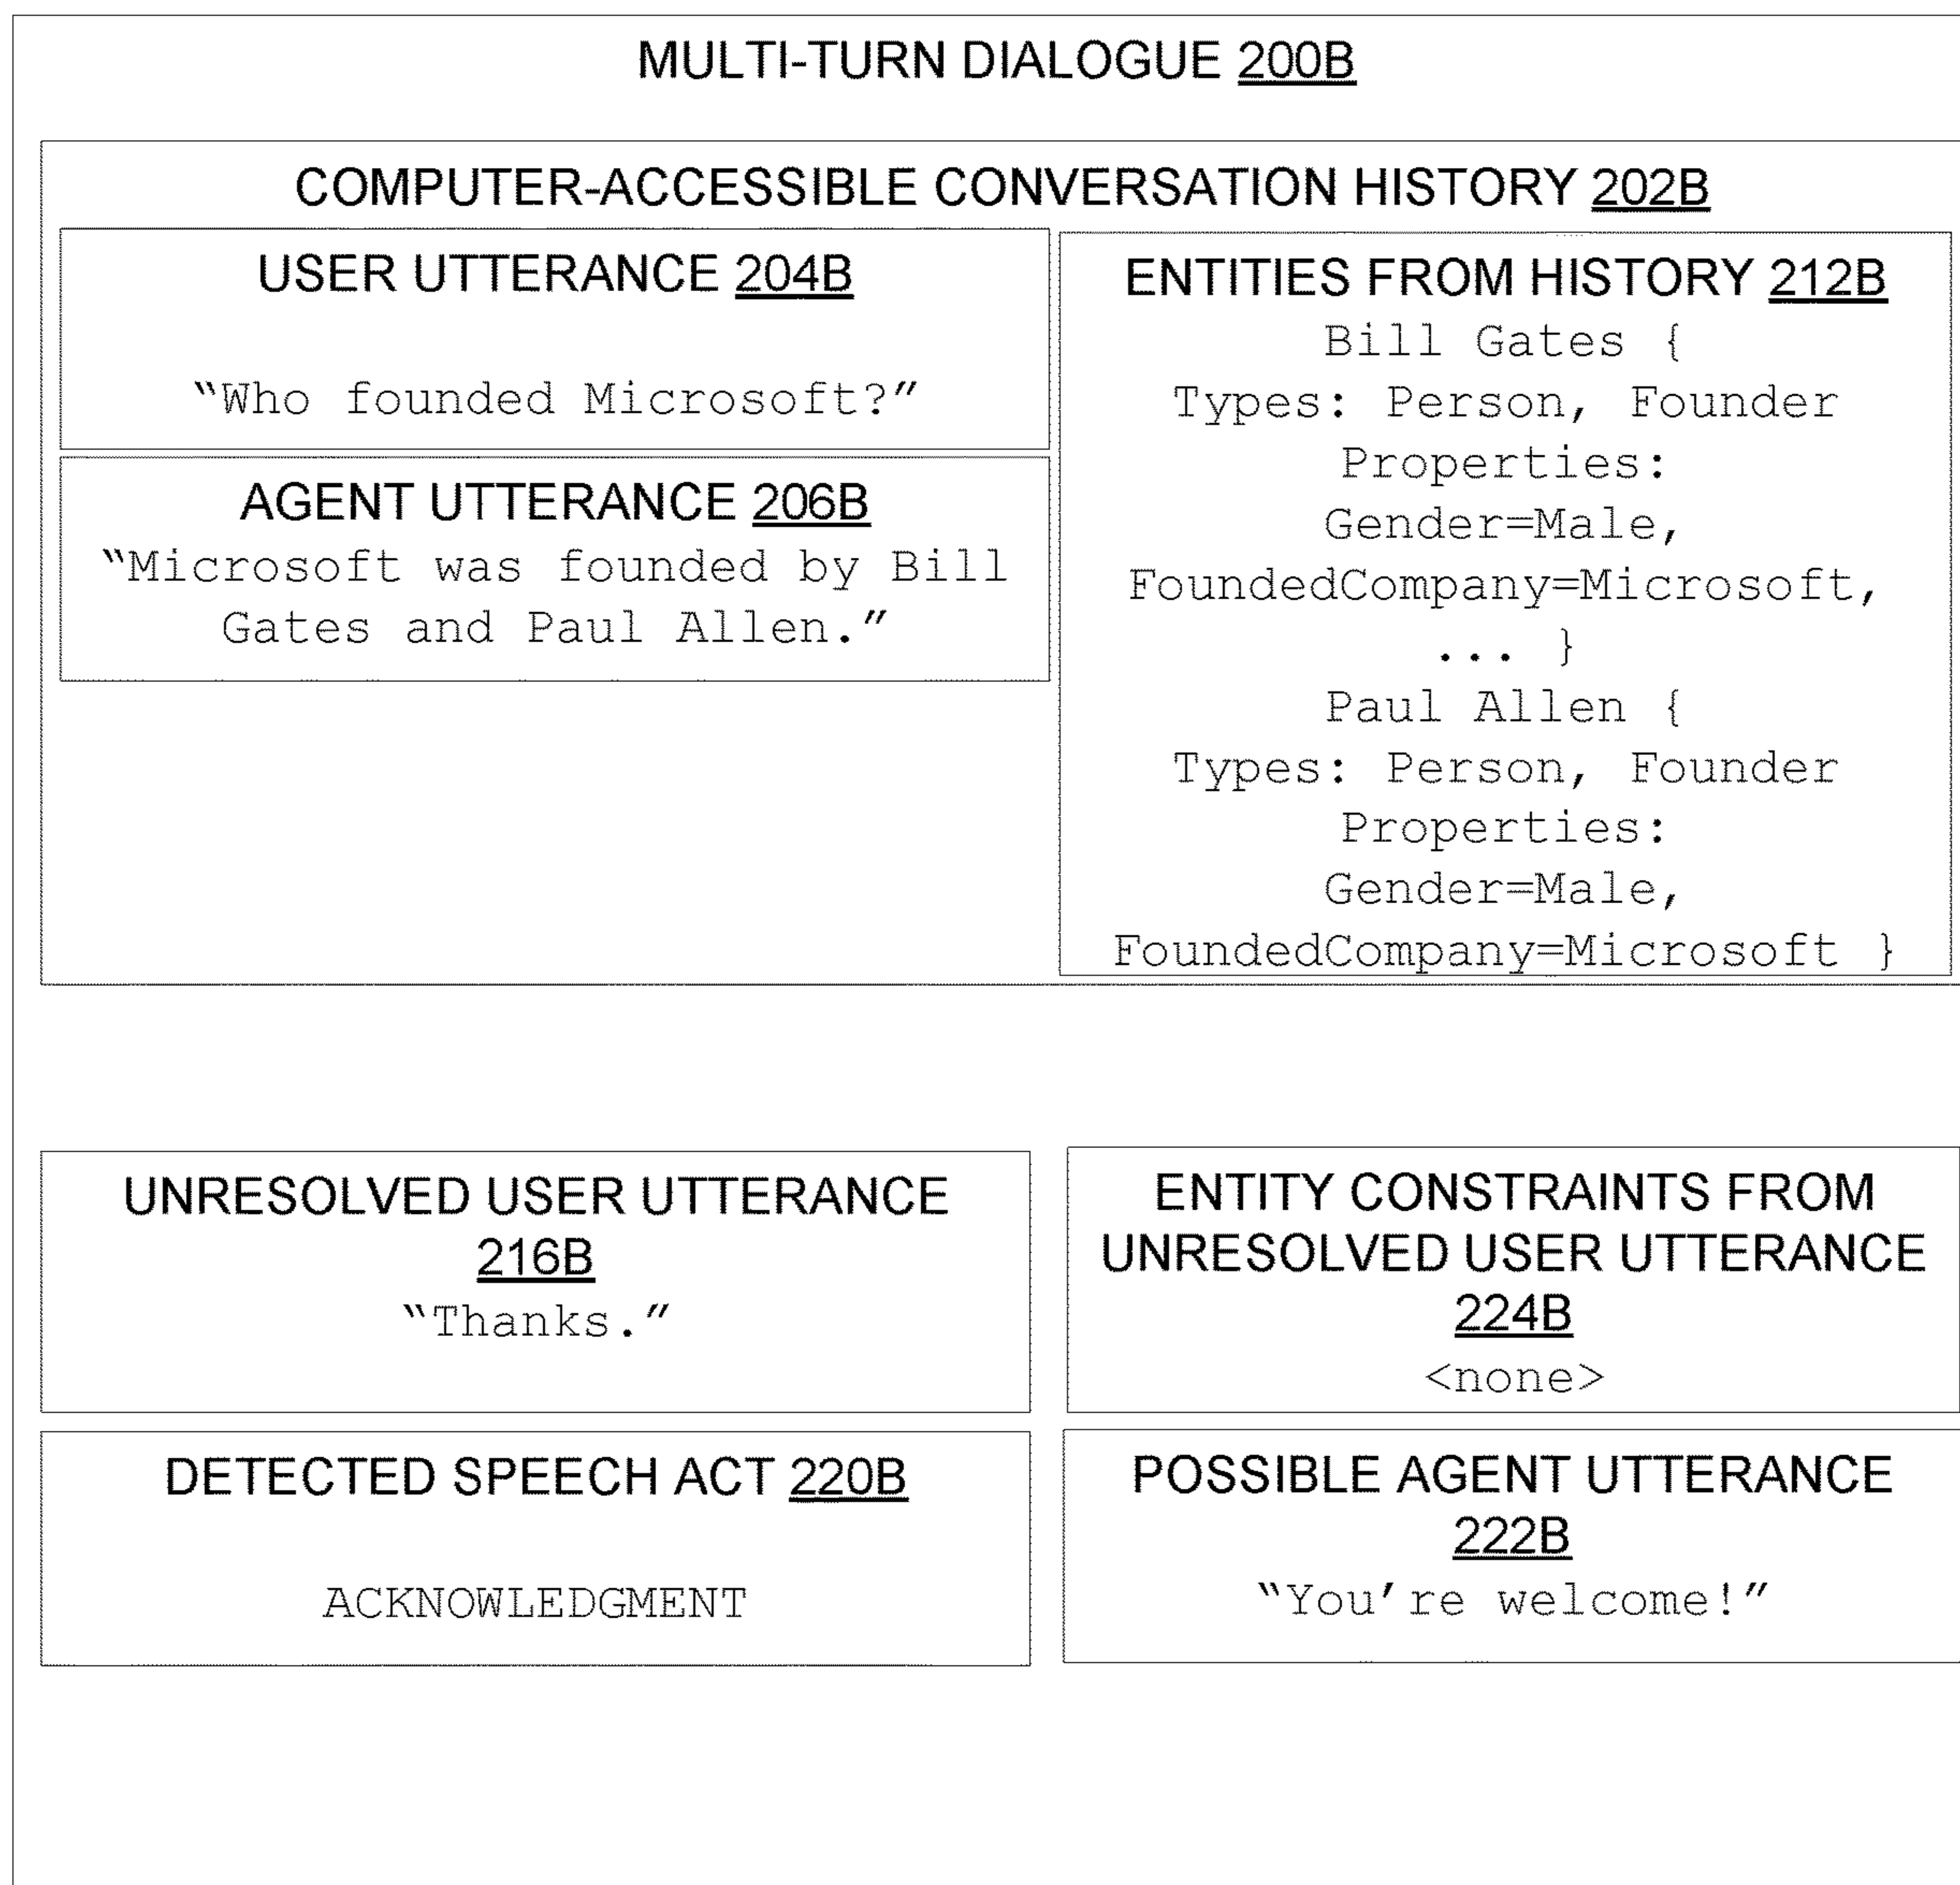 MULTI-TURN DIALOGUE 200B
COMPUTER-ACCESSIBLE CONVERSATION HISTORY 202B
USER UTTERANCE 204B
“Who founded Microsoft?”
AGENT UTTERANCE 206B
“Microsoft was founded by Bill
Gates and Paul Allen.”
ENTITIES FROM HISTORY 212B
Bill Gates {
Types: Person, Founder
Properties:
Gender=Male,
FoundedCompany=Microsoft,
... }
Paul Allen {
Types: Person, Founder
Properties:
Gender=Male,
FoundedCompany=Microsoft }
UNRESOLVED USER UTTERANCE
216B
“Thanks.”
ENTITY CONSTRAINTS FROM
UNRESOLVED USER UTTERANCE
224B
<none>
DETECTED SPEECH ACT 220B
ACKNOWLEDGMENT
POSSIBLE AGENT UTTERANCE
222B
“You’re welcome!”